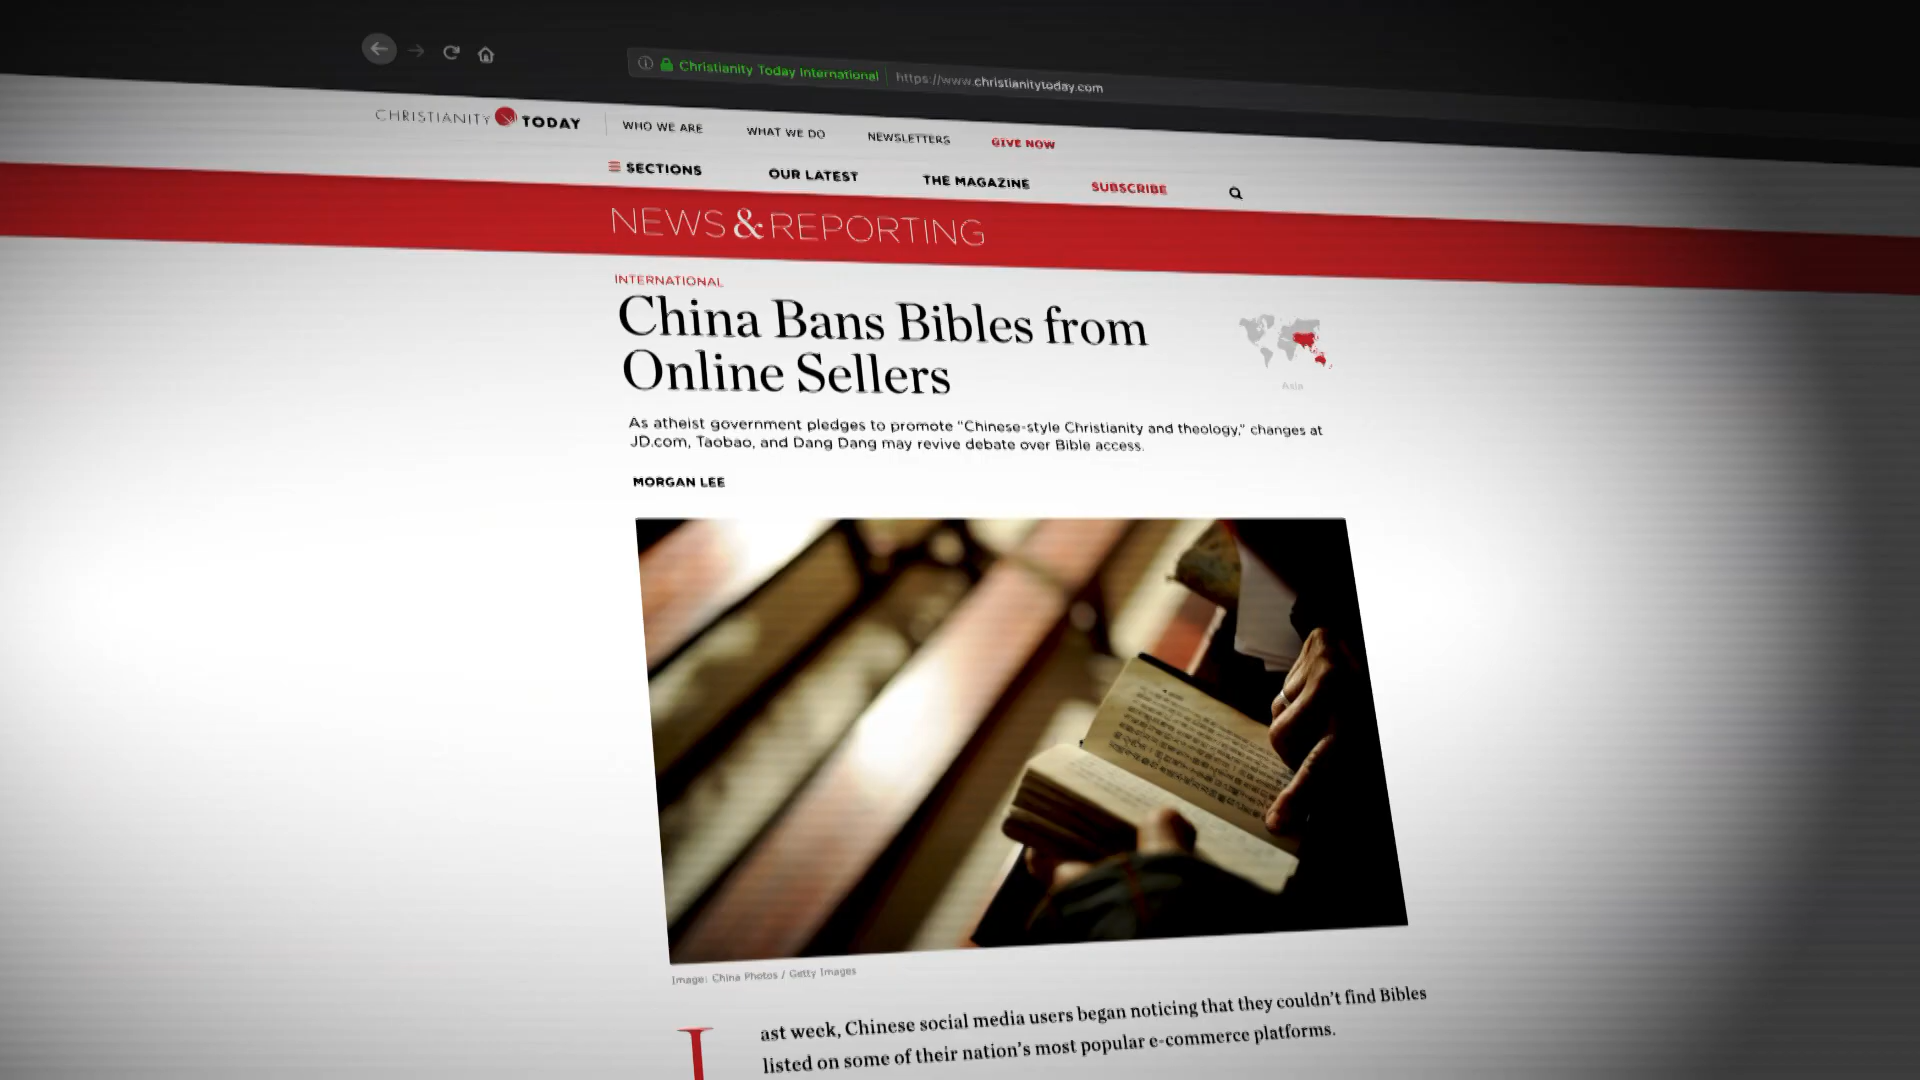 Christianity Today International https://www.christianitytoday.com
CHRISTIANITY TODAY
WHO WE ARE
WHAT WE DO
NEWSLETTERS
GIVE NOW
SECTIONS
OUR LATEST
THE MAGAZINE
SUBSCRIBE
NEWS & REPORTING
INTERNATIONAL
China Bans Bibles from
Online Sellers
Asia
As atheist government pledges to promote "Chinese-style Christianity and theology," changes at
JD.com, Taobao, and Dang Dang may revive debate over Bible access.
MORGAN LEE
Image: China Photos / Getty Images
Last week, Chinese social media users began noticing that they couldn't find Bibles
listed on some of their nation's most popular e-commerce platforms.